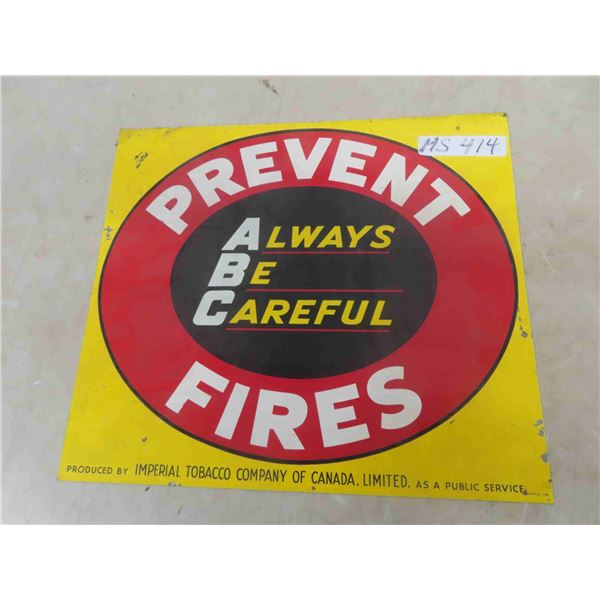 MS 414
PREVENT
ALWAYS
BE
CAREFUL
FIRES
PRODUCED BY IMPERIAL TOBACCO COMPANY OF CANADA, LIMITED, AS A PUBLIC SERVICE